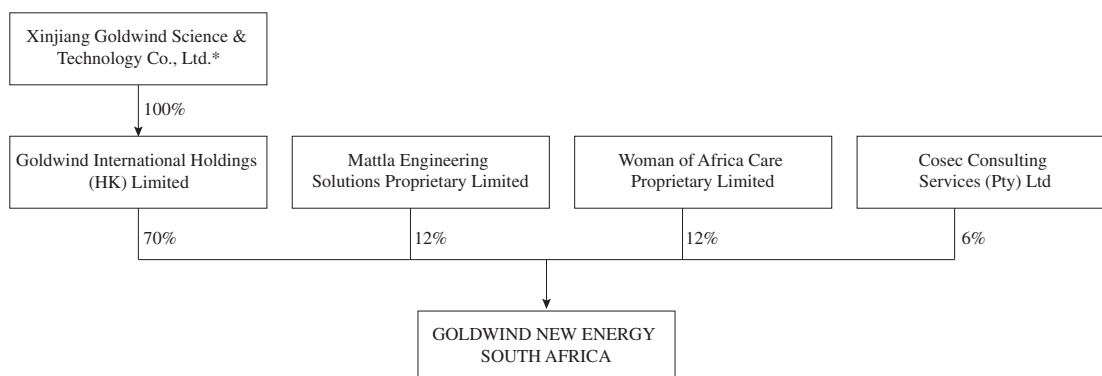 Xinjiang Goldwind Science &
Technology Co., Ltd.*
100%
Goldwind International Holdings
(HK) Limited
Mattla Engineering
Solutions Proprietary Limited
Woman of Africa Care
Proprietary Limited
Cosec Consulting
Services (Pty) Ltd
70%
12%
12%
6%
GOLDWIND NEW ENERGY
SOUTH AFRICA